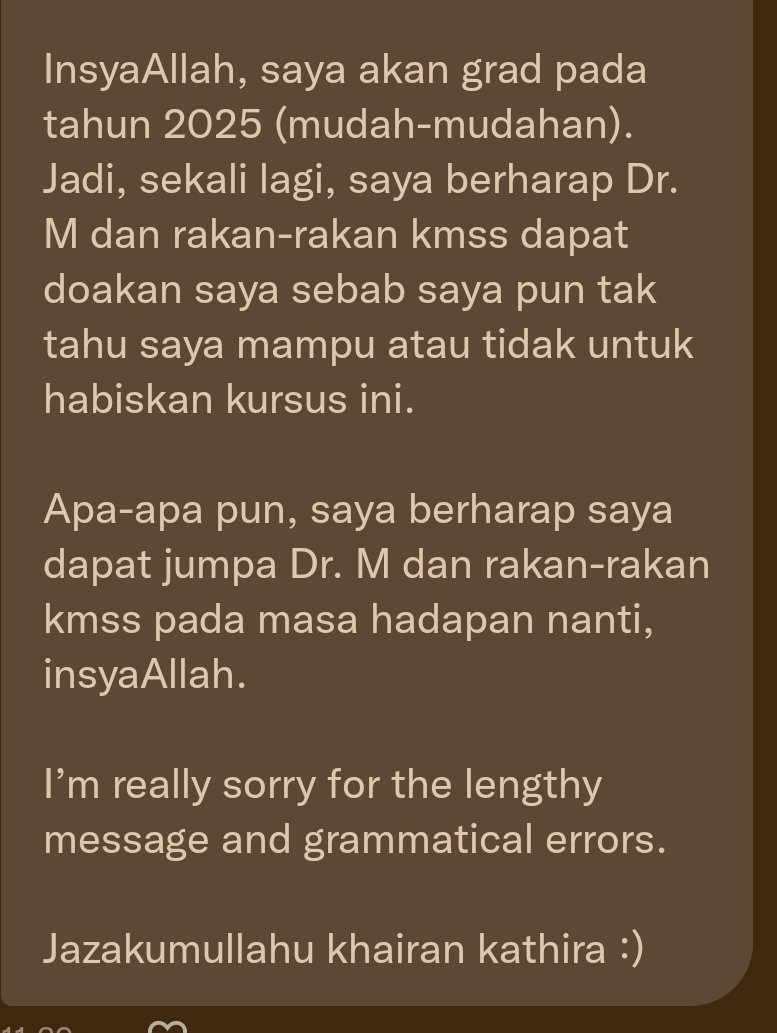 InsyaAllah, saya akan grad pada
tahun 2025 (mudah-mudahan).
Jadi, sekali lagi, saya berharap Dr.
M dan rakan-rakan kmss dapat
doakan saya sebab saya pun tak
tahu saya mampu atau tidak untuk
habiskan kursus ini.
Apa-apa pun, saya berharap saya
dapat jumpa Dr. M dan rakan-rakan
kmss pada masa hadapan nanti,
insyaAllah.
I’m really sorry for the lengthy
message and grammatical errors.
Jazakumullahu khairan kathira :)